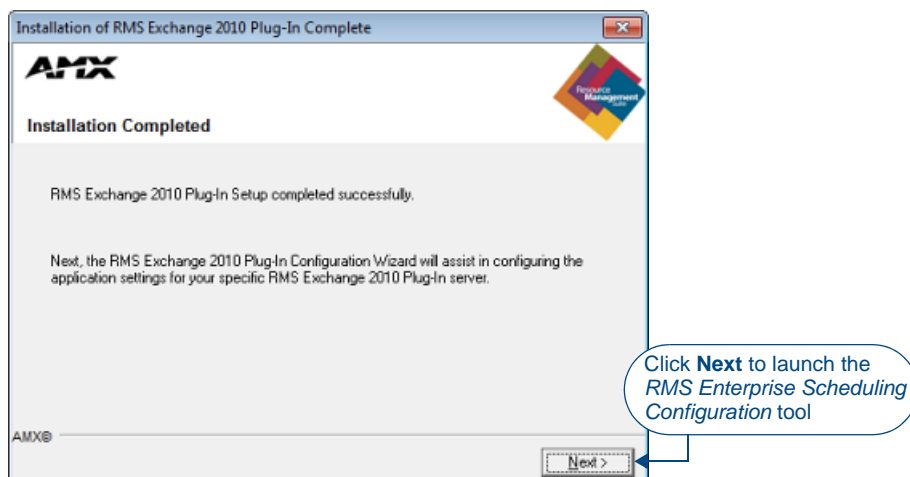 Installation of RMS Exchange 2010 Plug-In Complete
AMX
Resource
Management
Suite
Installation Completed
RMS Exchange 2010 Plug-In Setup completed successfully.
Next, the RMS Exchange 2010 Plug-In Configuration Wizard will assist in configuring the
application settings for your specific RMS Exchange 2010 Plug-In server.
Click Next to launch the
RMS Enterprise Scheduling
Configuration tool
AMX®
Next >